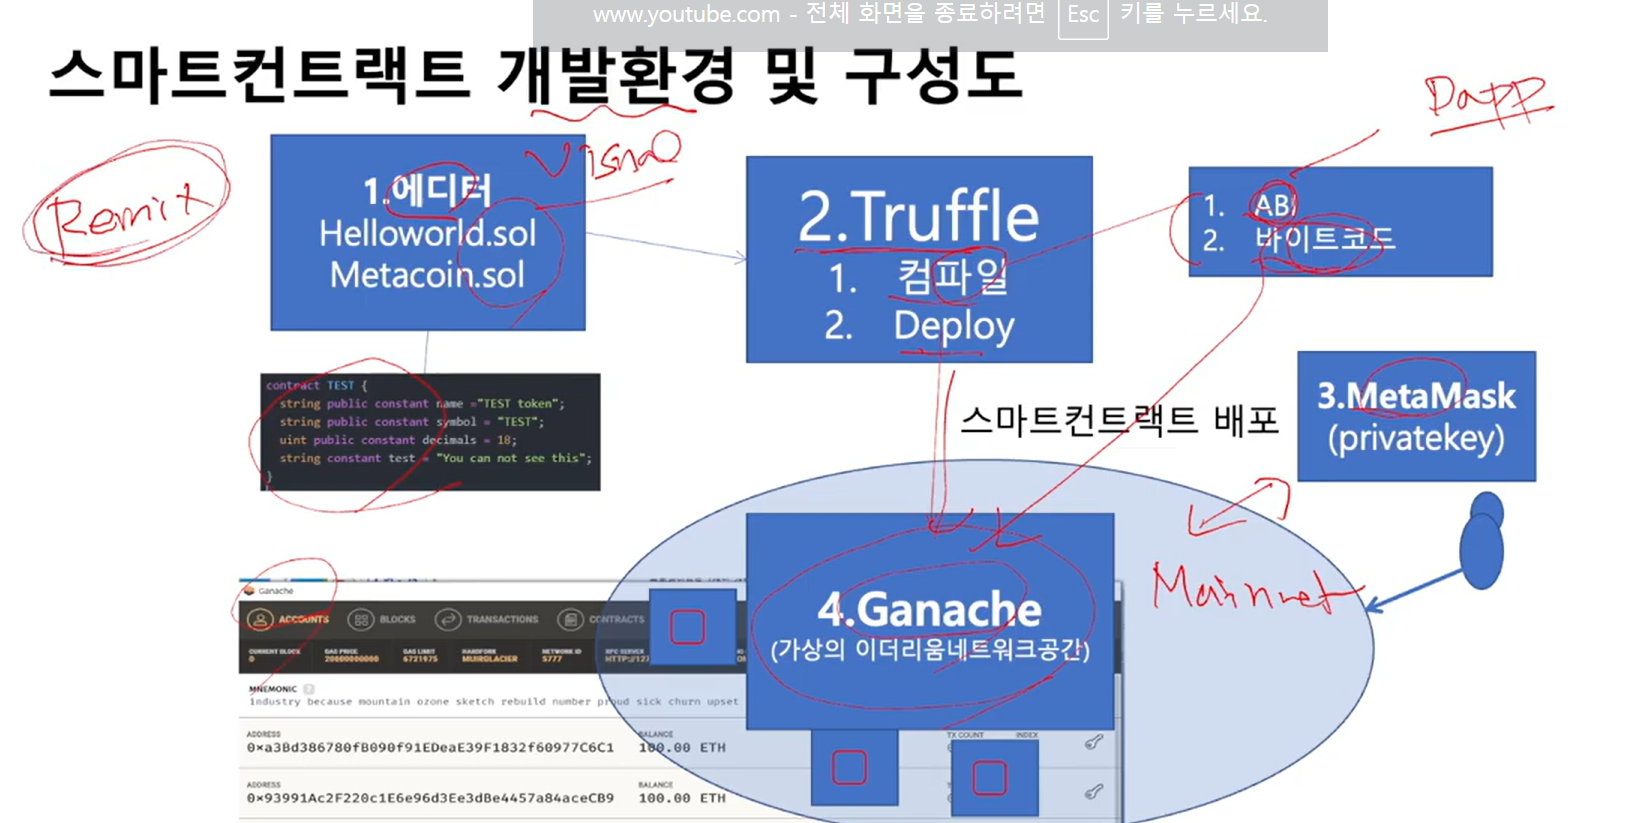 www.youtube.com - 전체 화면을 종료하려면 Esc 키를 누르세요.
스마트컨트랙트 개발환경 및 구성도
Dapp
Remix
Visual
1.에디터
Helloworld.sol
Metacoin.sol
2.Truffle
1. 컴파일
2. Deploy
1. ABI
2. 바이트코드
contract TEST {
string public constant name ="TEST token";
string public constant symbol = "TEST";
uint public constant decimals = 18;
string constant test = "You can not see this";
}
스마트컨트랙트 배포
3.MetaMask
(privatekey)
Mainnet
4.Ganache
(가상의 이더리움네트워크공간)
Ganache
ACCOUNTS BLOCKS TRANSACTIONS CONTRACTS
CURRENT BLOCK GAS PRICE GAS LIMIT HARDFORK NETWORK ID RPC SERVER
0 20000000000 6721975 MUIRGLACIER 5777 HTTP://127
MNEMONIC ?
industry because mountain ozone sketch rebuild number proud sick churn upset
ADDRESS BALANCE TX COUNT INDEX
0xa3Bd386780fB090f91EDeaE39F1832f60977C6C1 100.00 ETH
ADDRESS BALANCE
0x93991Ac2F220c1E6e96d3Ee3dBe4457a84aceCB9 100.00 ETH